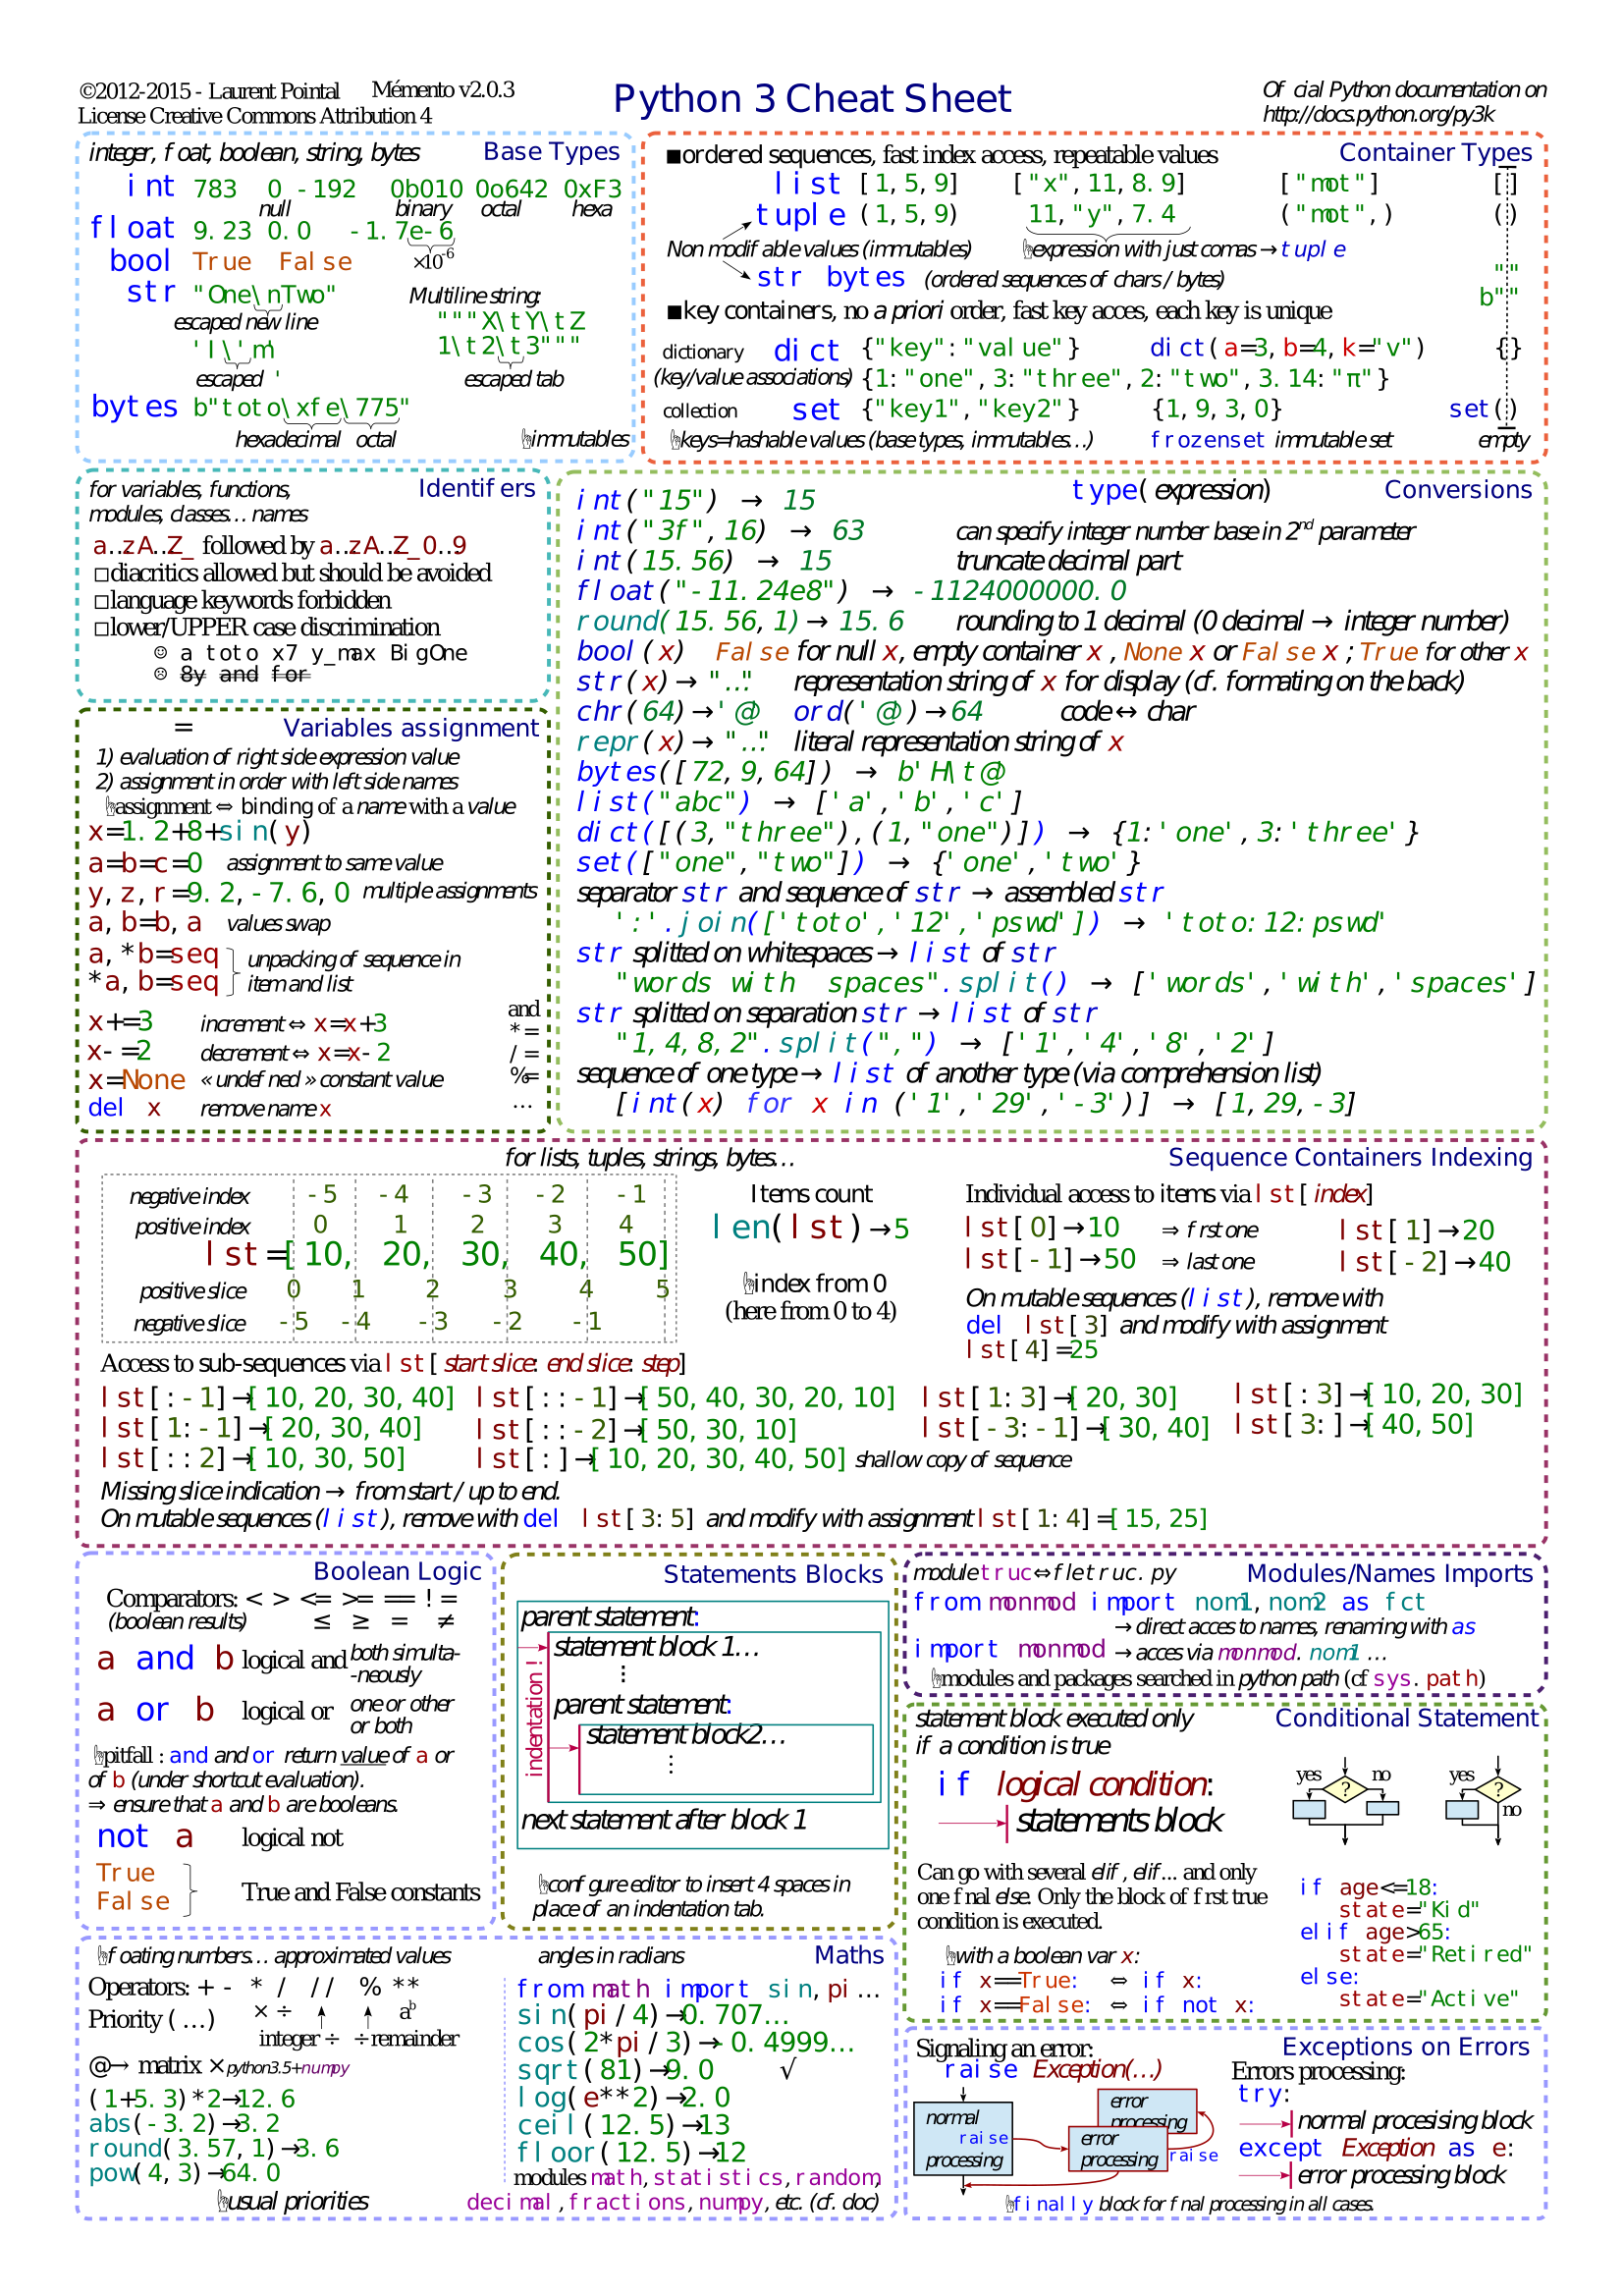 ©2012-2015 - Laurent Pointal Mémento v2.0.3
License Creative Commons Attribution 4
Python 3 Cheat Sheet
Of cial Python documentation on
http://docs.python.org/py3k
integer, f oat, boolean, string, bytes Base Types
int 783 0 -192 0b010 0o642 0xF3
null binary octal hexa
float 9.23 0.0 -1.7e-6
bool True False ×10-6
str "One\nTwo" Multiline string:
escaped new line """X\tY\tZ
'I\'m' 1\t2\t3"""
escaped ' escaped tab
bytes b"toto\xfe\775"
hexadecimal octal ☝immutables
■ordered sequences, fast index access, repeatable values Container Types
list [1,5,9] ["x",11,8.9] ["mot"] []
tuple (1,5,9) 11,"y",7.4 ("mot",) ()
Non modif able values (immutables) ☝expression with just comas →tuple
str bytes (ordered sequences of chars / bytes) ""
b""
■key containers, no a priori order, fast key acces, each key is unique
dictionary dict {"key":"value"} dict(a=3,b=4,k="v") {}
(key/value associations) {1:"one",3:"three",2:"two",3.14:"π"}
collection set {"key1","key2"} {1,9,3,0} set()
☝keys=hashable values (base types, immutables…) frozenset immutable set empty
for variables, functions, Identif ers
modules, classes… names
a…zA…Z_ followed by a…zA…Z_0…9
□diacritics allowed but should be avoided
□language keywords forbidden
□lower/UPPER case discrimination
☺ a toto x7 y_max BigOne
☹ 8y and for
= Variables assignment
1) evaluation of right side expression value
2) assignment in order with left side names
☝assignment ⇔ binding of a name with a value
x=1.2+8+sin(y)
a=b=c=0 assignment to same value
y,z,r=9.2,-7.6,0 multiple assignments
a,b=b,a values swap
a,*b=seq unpacking of sequence in
*a,b=seq item and list
and
x+=3 increment ⇔ x=x+3 *=
x-=2 decrement ⇔ x=x-2 /=
x=None « undef ned » constant value %=
del x remove name x …
type(expression) Conversions
int("15") → 15
int("3f",16) → 63 can specify integer number base in 2nd parameter
int(15.56) → 15 truncate decimal part
float("-11.24e8") → -1124000000.0
round(15.56,1)→ 15.6 rounding to 1 decimal (0 decimal → integer number)
bool(x) False for null x, empty container x , None x or False x ; True for other x
str(x)→ "…" representation string of x for display (cf. formating on the back)
chr(64)→'@' ord('@')→64 code ↔ char
repr(x)→ "…" literal representation string of x
bytes([72,9,64]) → b'H\t@'
list("abc") → ['a','b','c']
dict([(3,"three"),(1,"one")]) → {1:'one',3:'three'}
set(["one","two"]) → {'one','two'}
separator str and sequence of str → assembled str
':'.join(['toto','12','pswd']) → 'toto:12:pswd'
str splitted on whitespaces → list of str
"words with  spaces".split() → ['words','with','spaces']
str splitted on separation str → list of str
"1,4,8,2".split(",") → ['1','4','8','2']
sequence of one type → list of another type (via comprehension list)
[int(x) for x in ('1','29','-3')] → [1,29,-3]
for lists, tuples, strings, bytes… Sequence Containers Indexing
negative index -5 -4 -3 -2 -1
positive index 0 1 2 3 4
lst=[10, 20, 30, 40, 50]
positive slice 0 1 2 3 4 5
negative slice -5 -4 -3 -2 -1
Items count
len(lst)→5
☝index from 0
(here from 0 to 4)
Individual access to items via lst[index]
lst[0]→10 ⇒ f rst one lst[1]→20
lst[-1]→50 ⇒ last one lst[-2]→40
On mutable sequences (list), remove with
del lst[3] and modify with assignment
lst[4]=25
Access to sub-sequences via lst[start slice:end slice:step]
lst[:-1]→[10,20,30,40] lst[::-1]→[50,40,30,20,10] lst[1:3]→[20,30] lst[:3]→[10,20,30]
lst[1:-1]→[20,30,40] lst[::-2]→[50,30,10] lst[-3:-1]→[30,40] lst[3:]→[40,50]
lst[::2]→[10,30,50] lst[:]→[10,20,30,40,50] shallow copy of sequence
Missing slice indication → from start / up to end.
On mutable sequences (list), remove with del lst[3:5] and modify with assignment lst[1:4]=[15,25]
Boolean Logic
Comparators: < > <= >= == !=
(boolean results) ≤ ≥ = ≠
a and b logical and both simulta-
-neously
a or b logical or one or other
or both
☝pitfall : and and or return value of a or
of b (under shortcut evaluation).
⇒ ensure that a and b are booleans.
not a logical not
True
False True and False constants
Statements Blocks
parent statement:
statement block 1…
⋮
parent statement:
statement block2…
⋮
next statement after block 1
indentation !
☝conf gure editor to insert 4 spaces in
place of an indentation tab.
module truc⇔f le truc.py Modules/Names Imports
from monmod import nom1,nom2 as fct
→direct acces to names, renaming with as
import monmod →acces via monmod.nom1 …
☝modules and packages searched in python path (cf sys.path)
statement block executed only Conditional Statement
if a condition is true
if logical condition:
statements block
yes ? no
yes ? no
Can go with several elif, elif... and only
one f nal else. Only the block of f rst true
condition is executed.
☝with a boolean var x:
if x==True: ⇔ if x:
if x==False: ⇔ if not x:
if age<=18:
state="Kid"
elif age>65:
state="Retired"
else:
state="Active"
☝f oating numbers… approximated values angles in radians Maths
Operators: + - * / // % **
Priority (…) × ÷ ab
integer ÷ ÷ remainder
@→ matrix × python3.5+numpy
(1+5.3)*2→12.6
abs(-3.2)→3.2
round(3.57,1)→3.6
pow(4,3)→64.0
☝usual priorities
from math import sin,pi…
sin(pi/4)→0.707…
cos(2*pi/3)→-0.4999…
sqrt(81)→9.0 √
log(e**2)→2.0
ceil(12.5)→13
floor(12.5)→12
modules math, statistics, random,
decimal, fractions, numpy, etc. (cf. doc)
Exceptions on Errors
Signaling an error:
raise Exception(…)
normal
raise
processing
error
processing
error
processing
raise
Errors processing:
try:
normal procesising block
except Exception as e:
error processing block
☝finally block for f nal processing in all cases.